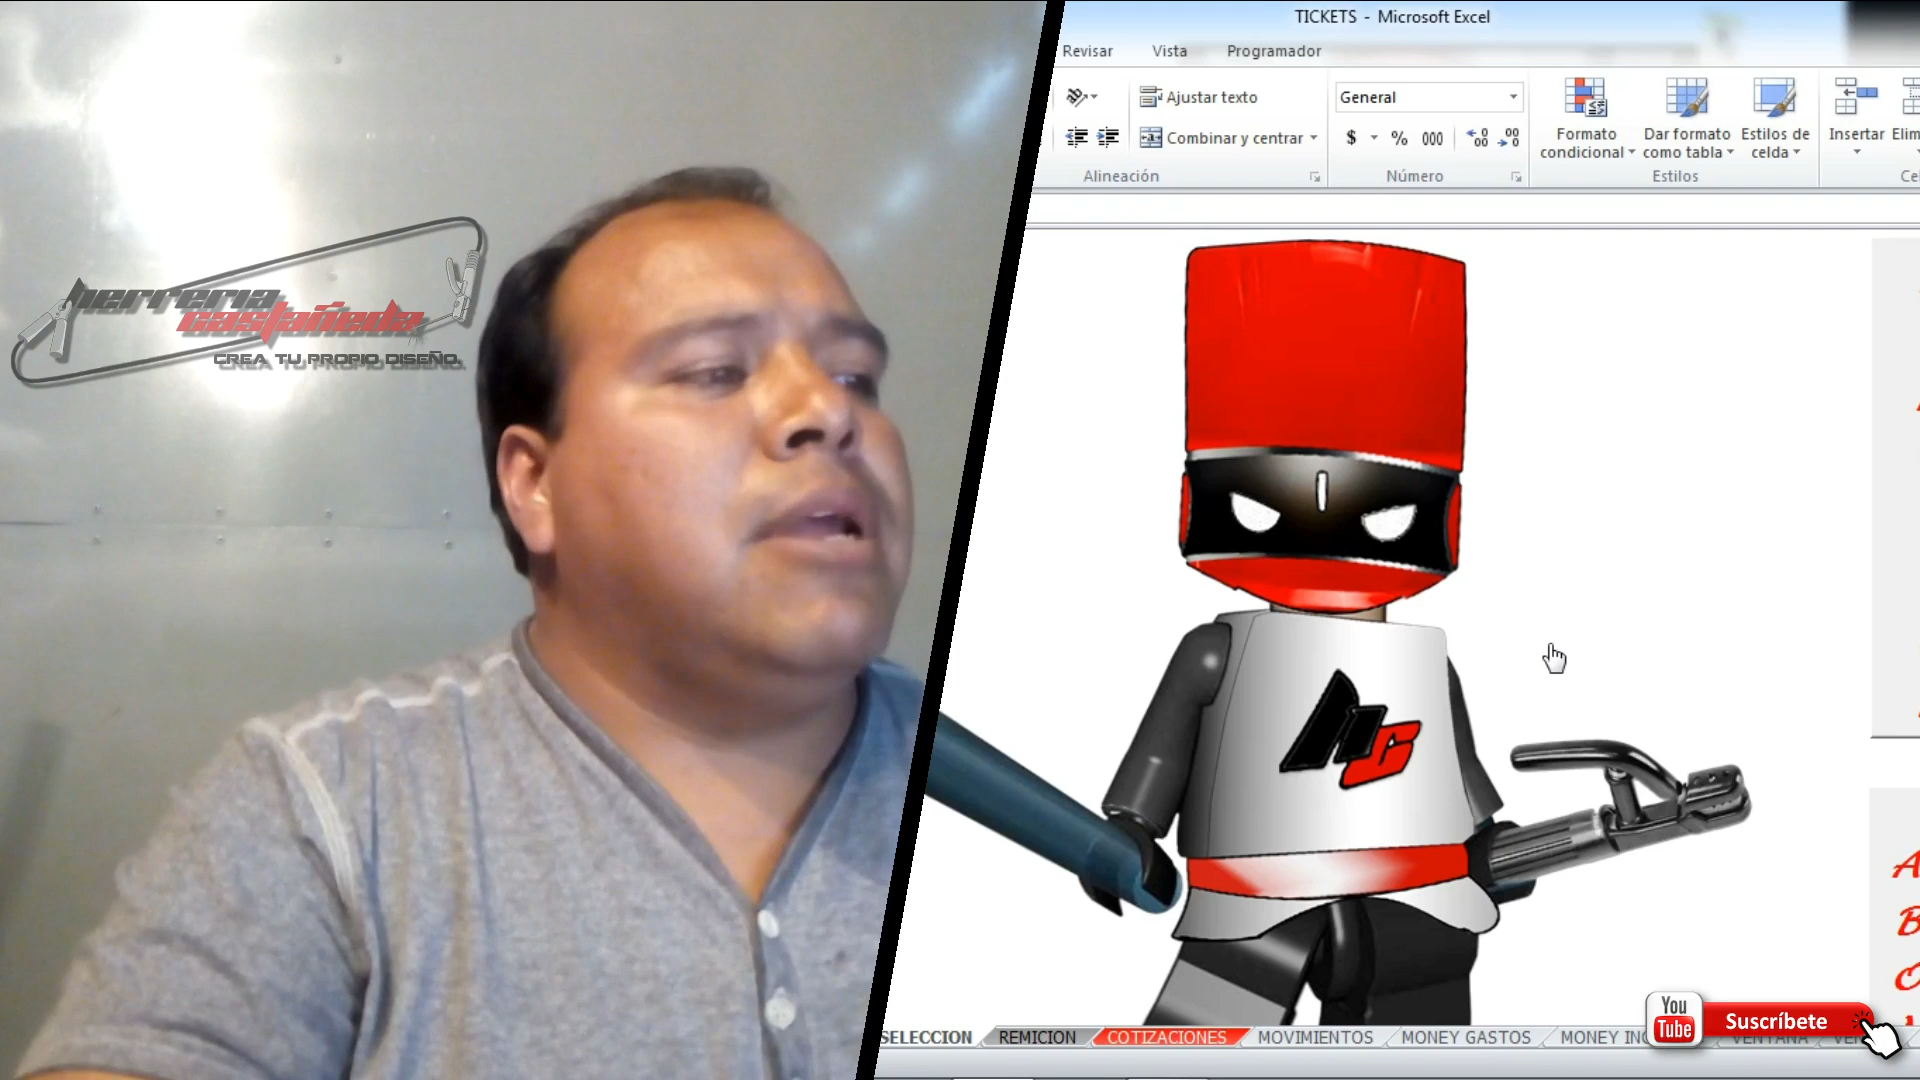 TICKETS - Microsoft Excel
Revisar Vista Programador
Ajustar texto
General
Combinar y centrar
$ % 000
Formato condicional
Dar formato como tabla
Estilos de celda
Insertar
Alineación
Número
Estilos
herreria
castañeda
CREA TU PROPIO DISEÑO.
hc
SELECCION REMICION COTIZACIONES MOVIMIENTOS MONEY GASTOS MONEY
You
Tube
Suscríbete